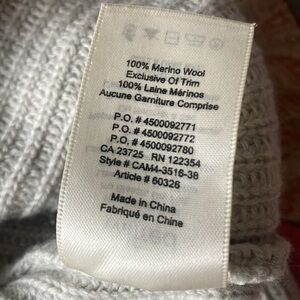 100% Merino Wool
Exclusive Of Trim
100% Laine Mérinos
Aucune Garniture Comprise
P.O. # 4500092771
P.O. # 4500092772
P.O. # 4500092780
CA 23725 RN 122354
Style # CAM4-3516-38
Article # 60326
Made in China
Fabriqué en Chine